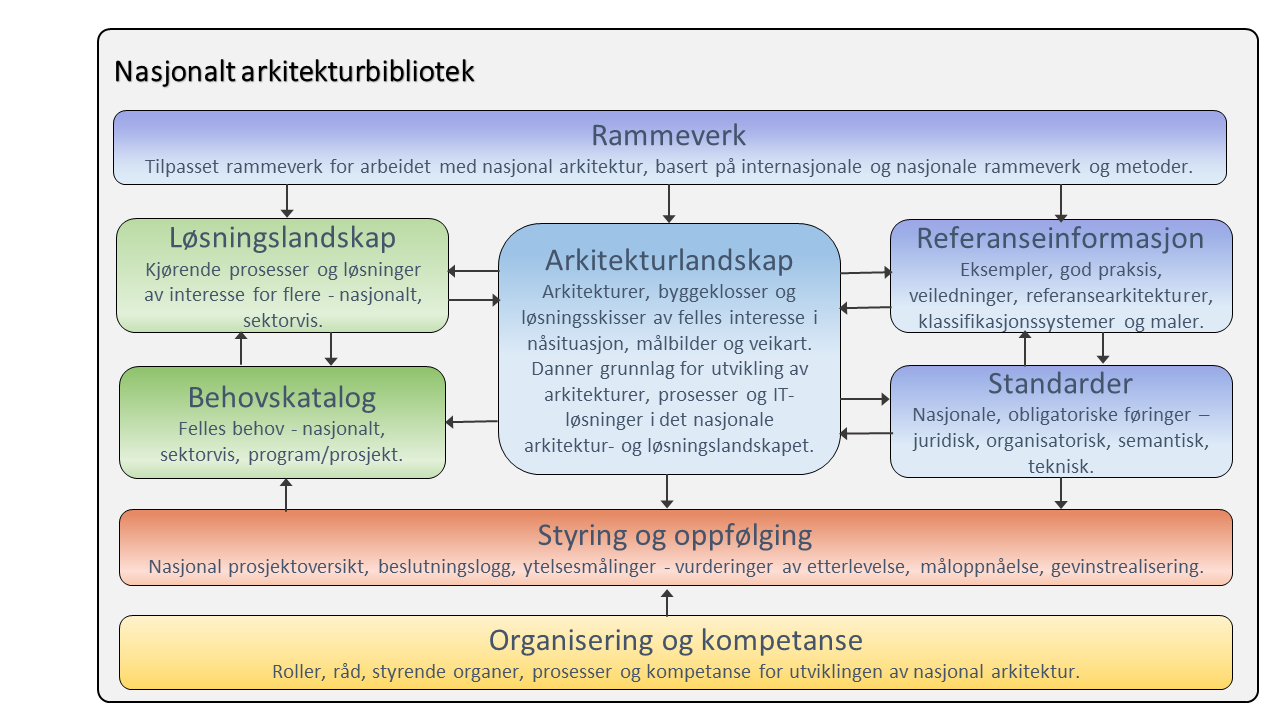 Nasjonalt arkitekturbibliotek
Rammeverk
Tilpasset rammeverk for arbeidet med nasjonal arkitektur, basert på internasjonale og nasjonale rammeverk og metoder.
Løsningslandskap
Kjørende prosesser og løsninger
av interesse for flere - nasjonalt,
sektorvis.
Arkitekturlandskap
Arkitekturer, byggeklosser og
løsningsskisser av felles interesse i
nåsituasjon, målbilder og veikart.
Danner grunnlag for utvikling av
arkitekturer, prosesser og IT-
løsninger i det nasjonale
arkitektur- og løsningslandskapet.
Referanseinformasjon
Eksempler, god praksis,
veiledninger, referansearkitekturer,
klassifikasjonssystemer og maler.
Behovskatalog
Felles behov - nasjonalt,
sektorvis, program/prosjekt.
Standarder
Nasjonale, obligatoriske føringer –
juridisk, organisatorisk, semantisk,
teknisk.
Styring og oppfølging
Nasjonal prosjektoversikt, beslutningslogg, ytelsesmålinger - vurderinger av etterlevelse, måloppnåelse, gevinstrealisering.
Organisering og kompetanse
Roller, råd, styrende organer, prosesser og kompetanse for utviklingen av nasjonal arkitektur.